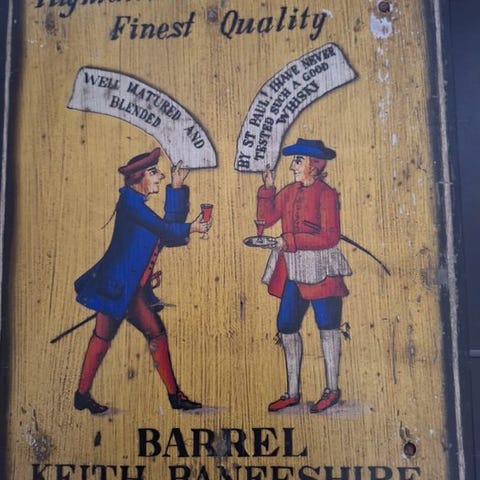 Finest Quality
WELL MATURED AND
BLENDED
BY ST PAUL! I HAVE NEVER
TESTED SUCH A GOOD
WHISKY
BARREL
KEITH BANFFSHIRE